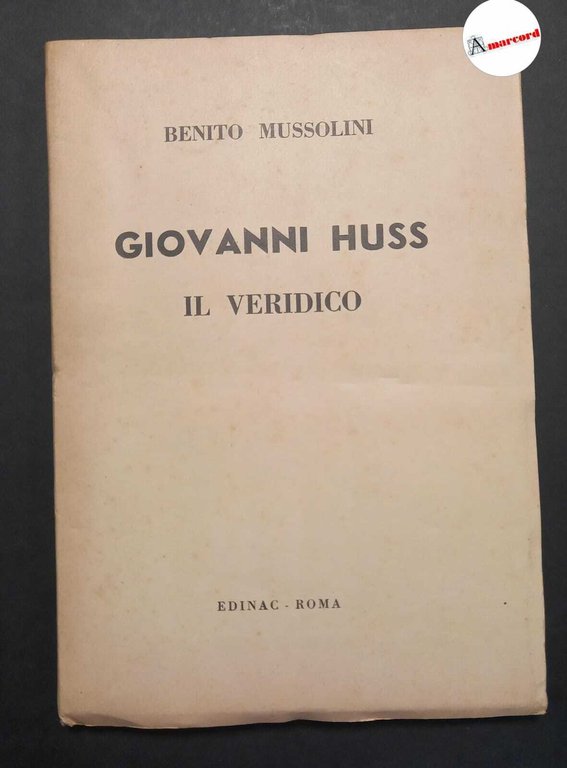 Amarcord
BENITO MUSSOLINI
GIOVANNI HUSS
IL VERIDICO
EDINAC - ROMA